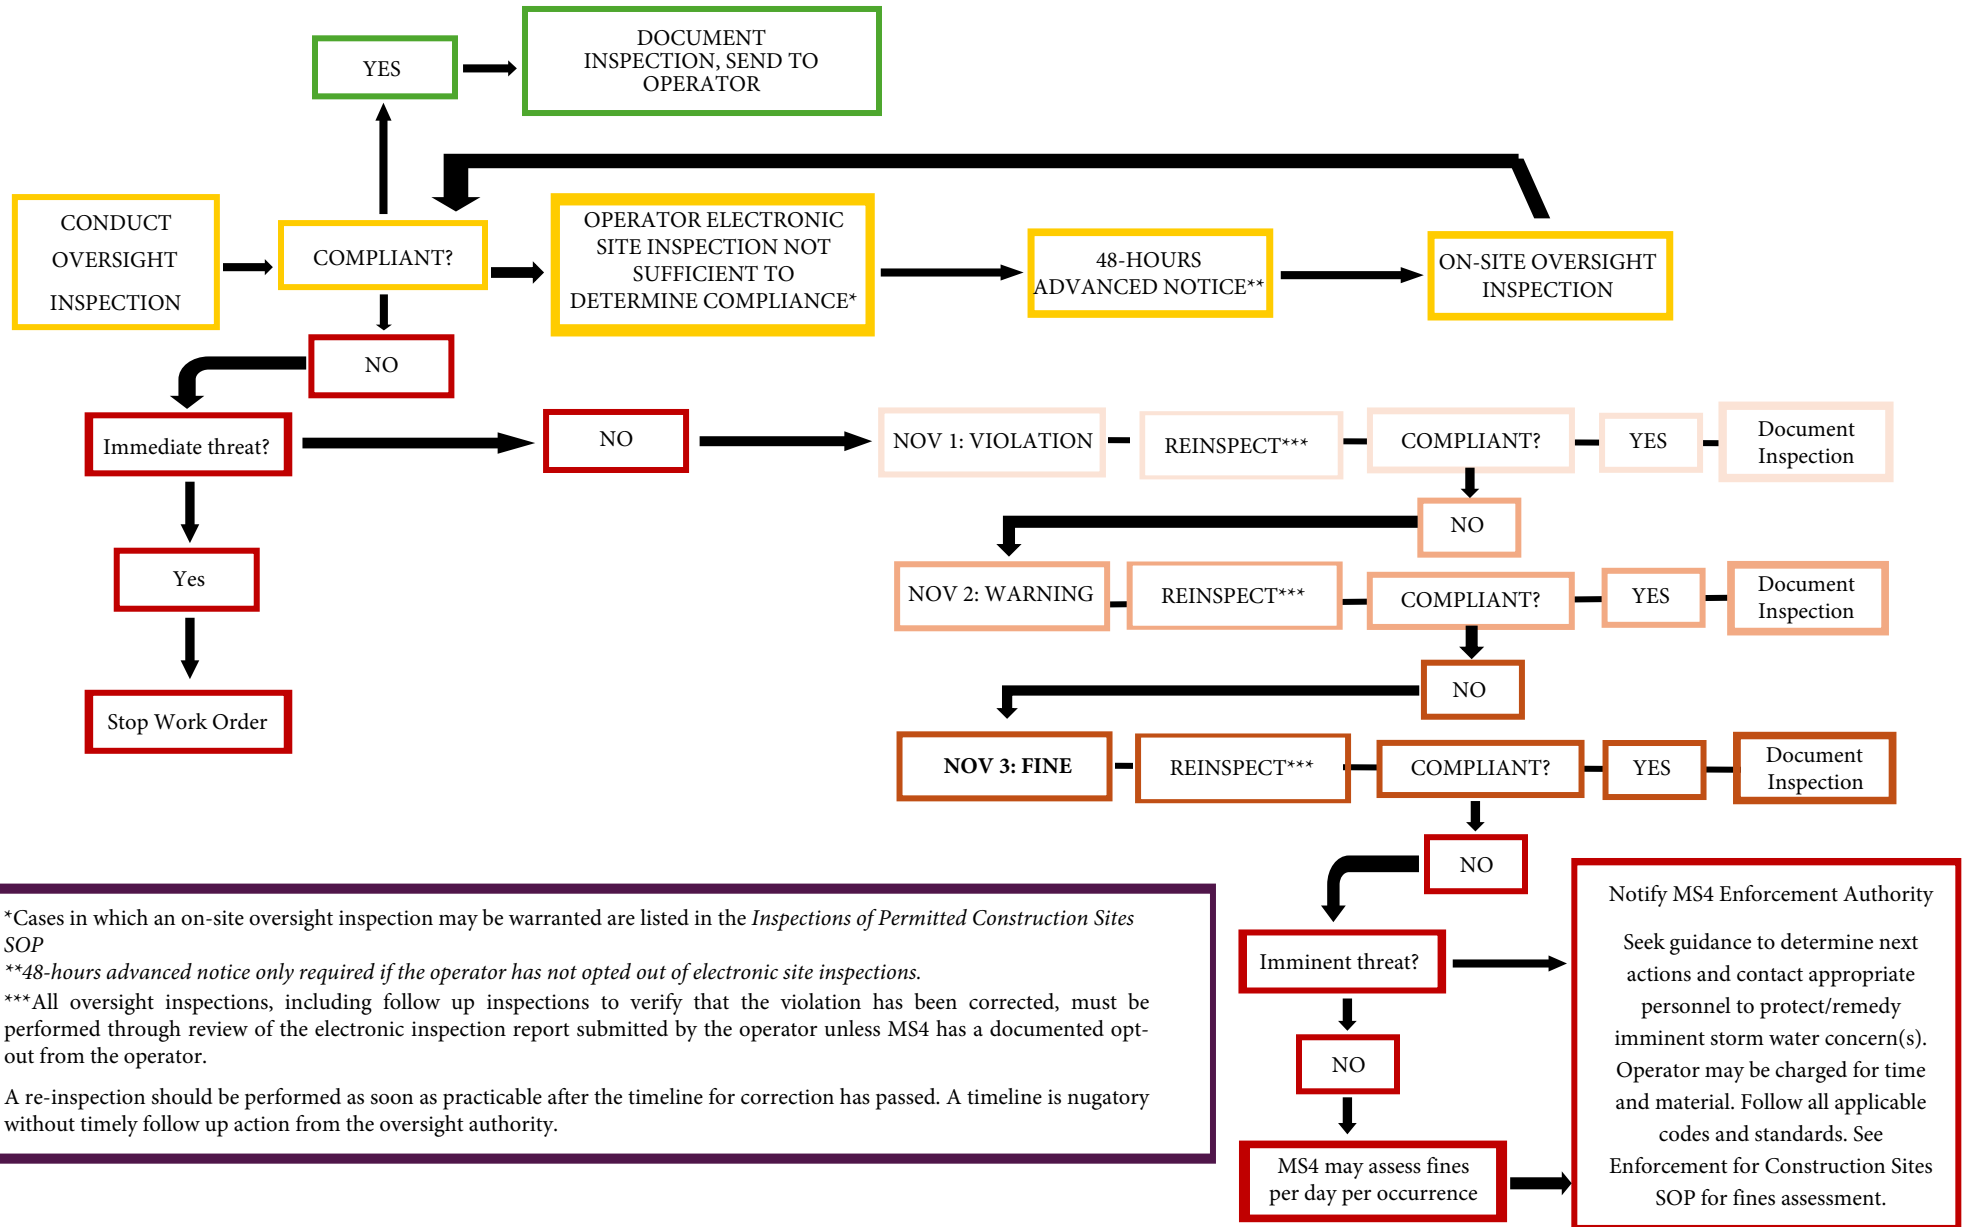 YES
DOCUMENT
INSPECTION, SEND TO
OPERATOR
CONDUCT
OVERSIGHT
INSPECTION
COMPLIANT?
OPERATOR ELECTRONIC
SITE INSPECTION NOT
SUFFICIENT TO
DETERMINE COMPLIANCE*
48-HOURS
ADVANCED NOTICE**
ON-SITE OVERSIGHT
INSPECTION
NO
Immediate threat?
NO
NOV 1: VIOLATION
REINSPECT***
COMPLIANT?
YES
Document
Inspection
NO
Yes
NOV 2: WARNING
REINSPECT***
COMPLIANT?
YES
Document
Inspection
NO
Stop Work Order
NOV 3: FINE
REINSPECT***
COMPLIANT?
YES
Document
Inspection
NO
Imminent threat?
NO
MS4 may assess fines
per day per occurrence
Notify MS4 Enforcement Authority
Seek guidance to determine next
actions and contact appropriate
personnel to protect/remedy
imminent storm water concern(s).
Operator may be charged for time
and material. Follow all applicable
codes and standards. See
Enforcement for Construction Sites
SOP for fines assessment.
*Cases in which an on-site oversight inspection may be warranted are listed in the Inspections of Permitted Construction Sites
SOP
**48-hours advanced notice only required if the operator has not opted out of electronic site inspections.
***All oversight inspections, including follow up inspections to verify that the violation has been corrected, must be
performed through review of the electronic inspection report submitted by the operator unless MS4 has a documented opt-
out from the operator.
A re-inspection should be performed as soon as practicable after the timeline for correction has passed. A timeline is nugatory
without timely follow up action from the oversight authority.